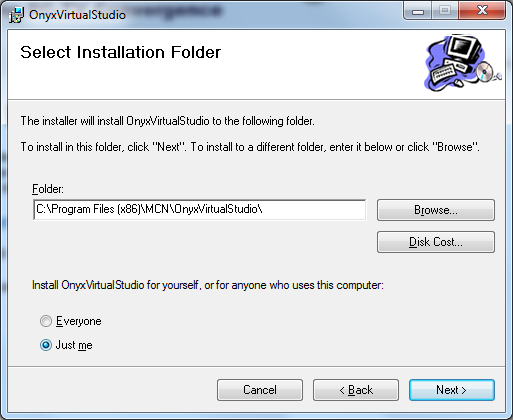 OnyxVirtualStudio
Select Installation Folder
The installer will install OnyxVirtualStudio to the following folder.
To install in this folder, click "Next". To install to a different folder, enter it below or click "Browse".
Folder:
C:\Program Files (x86)\MCN\OnyxVirtualStudio\
Browse...
Disk Cost...
Install OnyxVirtualStudio for yourself, or for anyone who uses this computer:
Everyone
Just me
Cancel
< Back
Next >